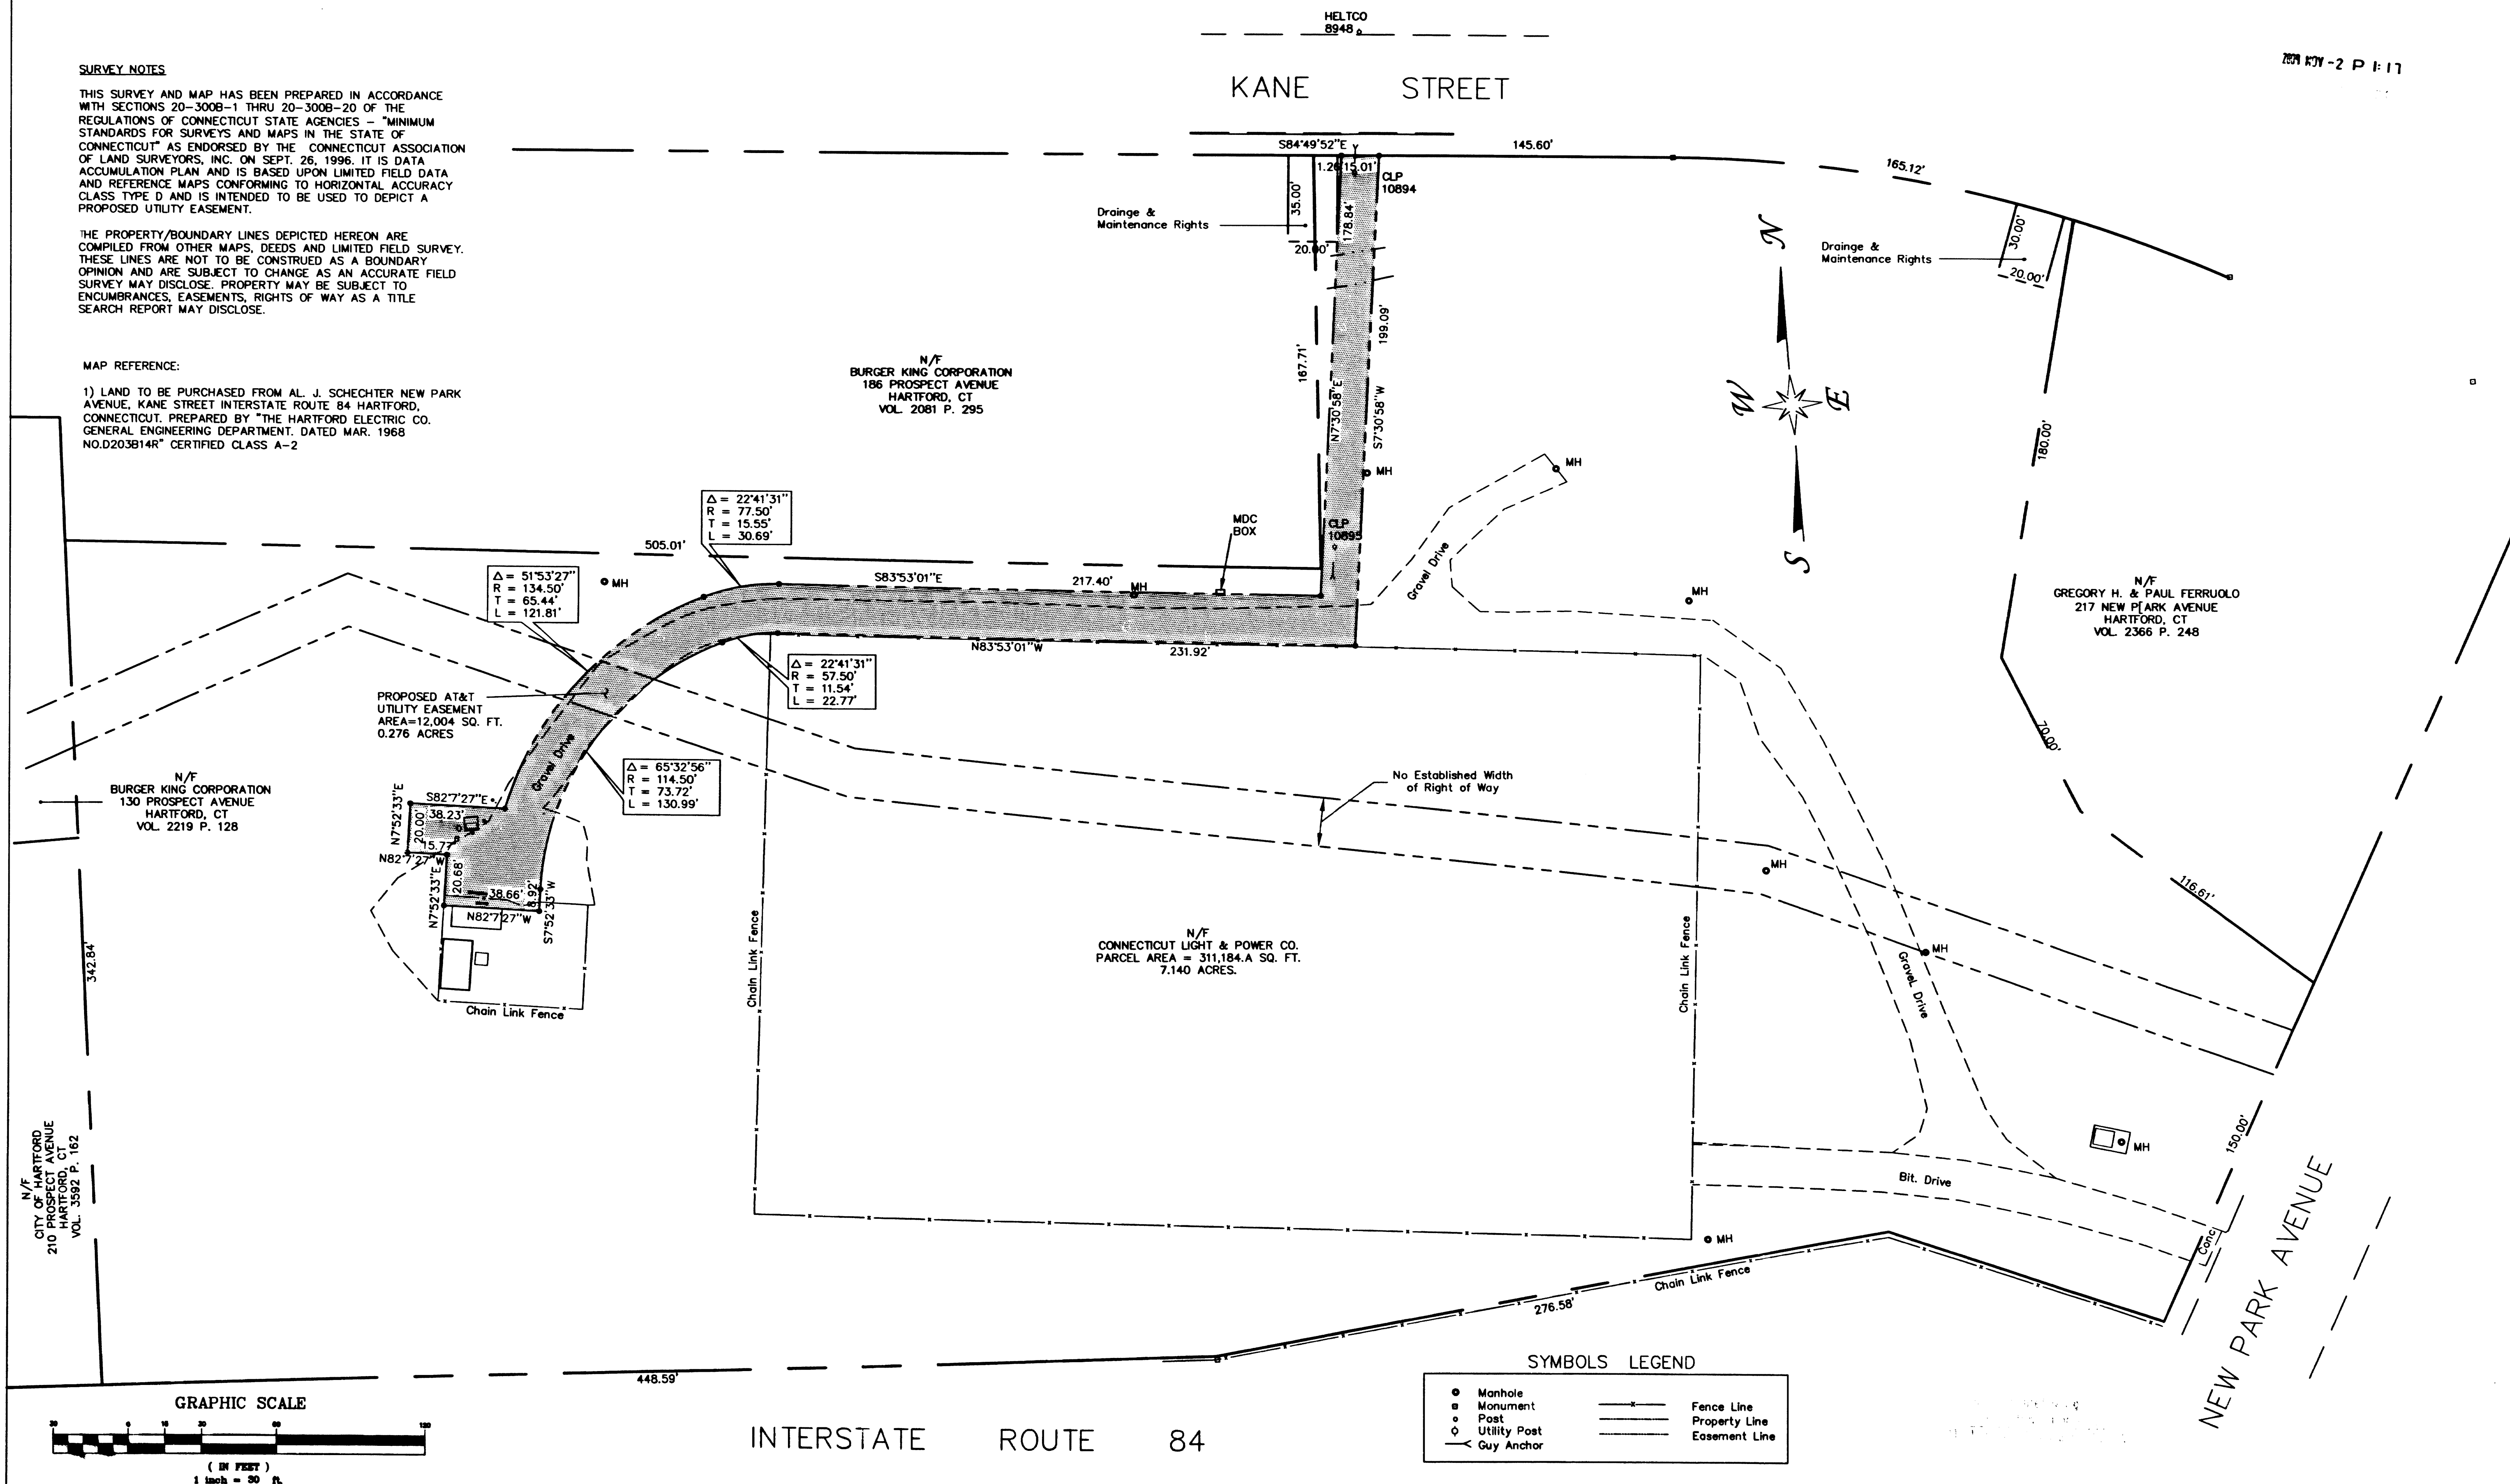 HELTCO
8948
KANE STREET
2009 NOV -2 P 1:17
SURVEY NOTES
THIS SURVEY AND MAP HAS BEEN PREPARED IN ACCORDANCE
WITH SECTIONS 20-300B-1 THRU 20-300B-20 OF THE
REGULATIONS OF CONNECTICUT STATE AGENCIES - "MINIMUM
STANDARDS FOR SURVEYS AND MAPS IN THE STATE OF
CONNECTICUT" AS ENDORSED BY THE CONNECTICUT ASSOCIATION
OF LAND SURVEYORS, INC. ON SEPT. 26, 1996. IT IS DATA
ACCUMULATION PLAN AND IS BASED UPON LIMITED FIELD DATA
AND REFERENCE MAPS CONFORMING TO HORIZONTAL ACCURACY
CLASS TYPE D AND IS INTENDED TO BE USED TO DEPICT A
PROPOSED UTILITY EASEMENT.
THE PROPERTY/BOUNDARY LINES DEPICTED HEREON ARE
COMPILED FROM OTHER MAPS, DEEDS AND LIMITED FIELD SURVEY.
THESE LINES ARE NOT TO BE CONSTRUED AS A BOUNDARY
OPINION AND ARE SUBJECT TO CHANGE AS AN ACCURATE FIELD
SURVEY MAY DISCLOSE. PROPERTY MAY BE SUBJECT TO
ENCUMBRANCES, EASEMENTS, RIGHTS OF WAY AS A TITLE
SEARCH REPORT MAY DISCLOSE.
MAP REFERENCE:
1) LAND TO BE PURCHASED FROM AL. J. SCHECHTER NEW PARK
AVENUE, KANE STREET INTERSTATE ROUTE 84 HARTFORD,
CONNECTICUT. PREPARED BY "THE HARTFORD ELECTRIC CO.
GENERAL ENGINEERING DEPARTMENT. DATED MAR. 1968
NO.D203B14R" CERTIFIED CLASS A-2
S84°49'52"E
145.60'
165.12'
1.26'
15.01'
CLP
10894
35.00'
Drainge &
Maintenance Rights
20.00'
178.84'
199.09'
167.71'
N7°30'58"E
S7°30'58"W
30.00'
Drainge &
Maintenance Rights
20.00'
N
W
E
S
180.00'
N/F
BURGER KING CORPORATION
186 PROSPECT AVENUE
HARTFORD, CT
VOL. 2081 P. 295
MH
MH
Δ = 22°41'31"
R = 77.50'
T = 15.55'
L = 30.69'
MDC
BOX
CLP
10895
505.01'
Δ = 51°53'27"
R = 134.50'
T = 65.44'
L = 121.81'
MH
S83°53'01"E
217.40'
MH
Gravel Drive
MH
N/F
GREGORY H. & PAUL FERRUOLO
217 NEW P[ARK AVENUE
HARTFORD, CT
VOL. 2366 P. 248
N83°53'01"W
231.92'
Δ = 22°41'31"
R = 57.50'
T = 11.54'
L = 22.77'
PROPOSED AT&T
UTILITY EASEMENT
AREA=12,004 SQ. FT.
0.276 ACRES
Gravel Drive
70.00'
Δ = 65°32'56"
R = 114.50'
T = 73.72'
L = 130.99'
No Established Width
of Right of Way
N/F
BURGER KING CORPORATION
130 PROSPECT AVENUE
HARTFORD, CT
VOL. 2219 P. 128
N7°52'33"E
S82°7'27"E
38.23'
20.00'
15.77'
N82°7'27"W
N7°52'33"E
20.68'
38.66'
8.92'
N82°7'27"W
S7°52'33"W
Chain Link Fence
MH
116.61'
342.84'
Chain Link Fence
N/F
CONNECTICUT LIGHT & POWER CO.
PARCEL AREA = 311,184.A SQ. FT.
7.140 ACRES.
Chain Link Fence
MH
Gravel Drive
N/F
CITY OF HARTFORD
210 PROSPECT AVENUE
HARTFORD, CT
VOL. 3592 P. 162
MH
150.00'
Bit. Drive
Conc
MH
Chain Link Fence
276.58'
NEW PARK AVENUE
448.59'
INTERSTATE ROUTE 84
GRAPHIC SCALE
30 0 15 30 60 120
( IN FEET )
1 inch = 30 ft.
SYMBOLS LEGEND
Manhole
Monument
Post
Utility Post
Guy Anchor
Fence Line
Property Line
Easement Line